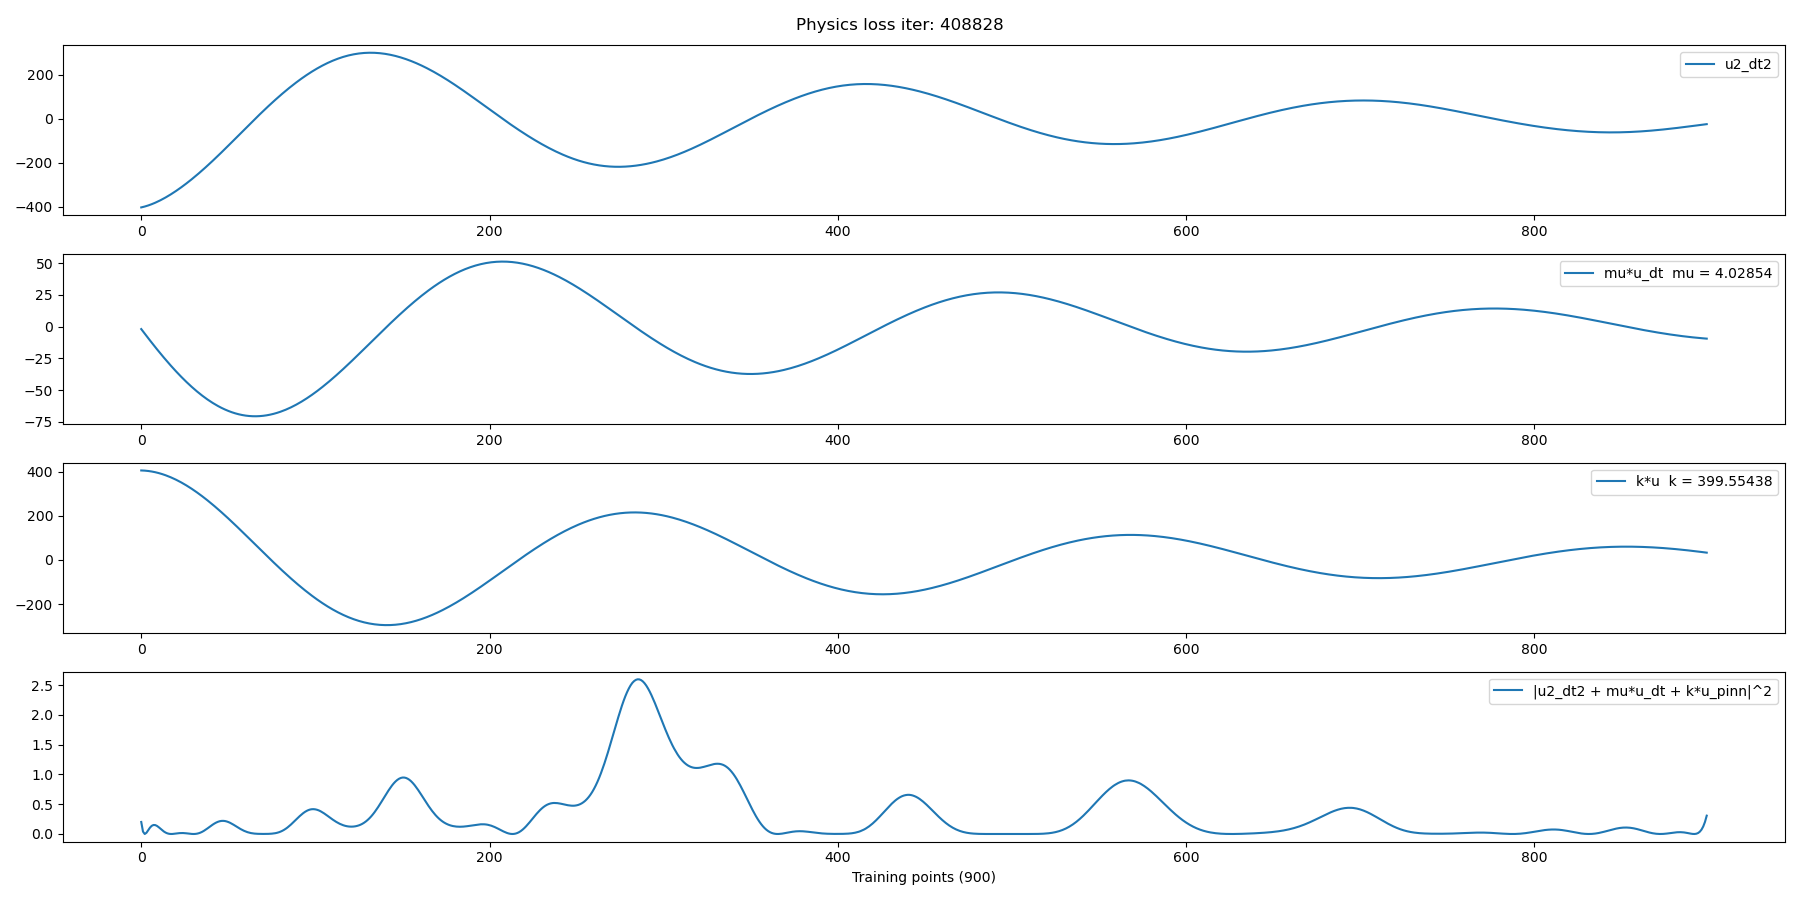 Physics loss iter: 408828
u2_dt2
200
0
−200
−400
0 200 400 600 800
mu*u_dt  mu = 4.02854
50
25
0
−25
−50
−75
0 200 400 600 800
k*u  k = 399.55438
400
200
0
−200
0 200 400 600 800
|u2_dt2 + mu*u_dt + k*u_pinn|^2
2.5
2.0
1.5
1.0
0.5
0.0
0 200 400 600 800
Training points (900)